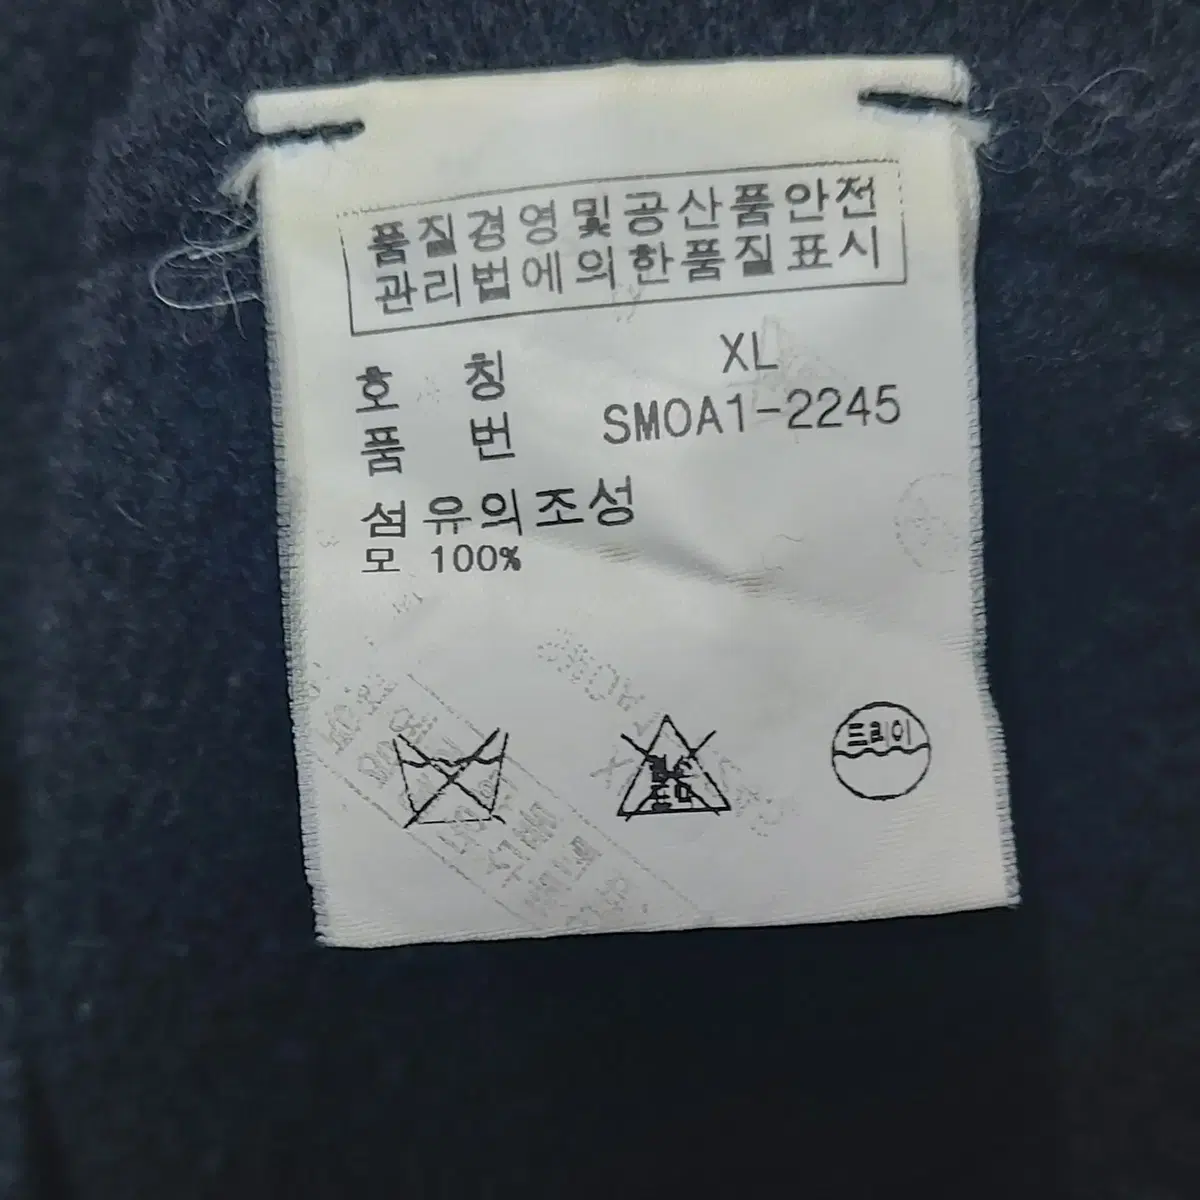 품질경영및공산품안전
관리법에의한품질표시
호 칭 XL
품 번 SMOA1-2245
섬유의조성
모 100%
드라이